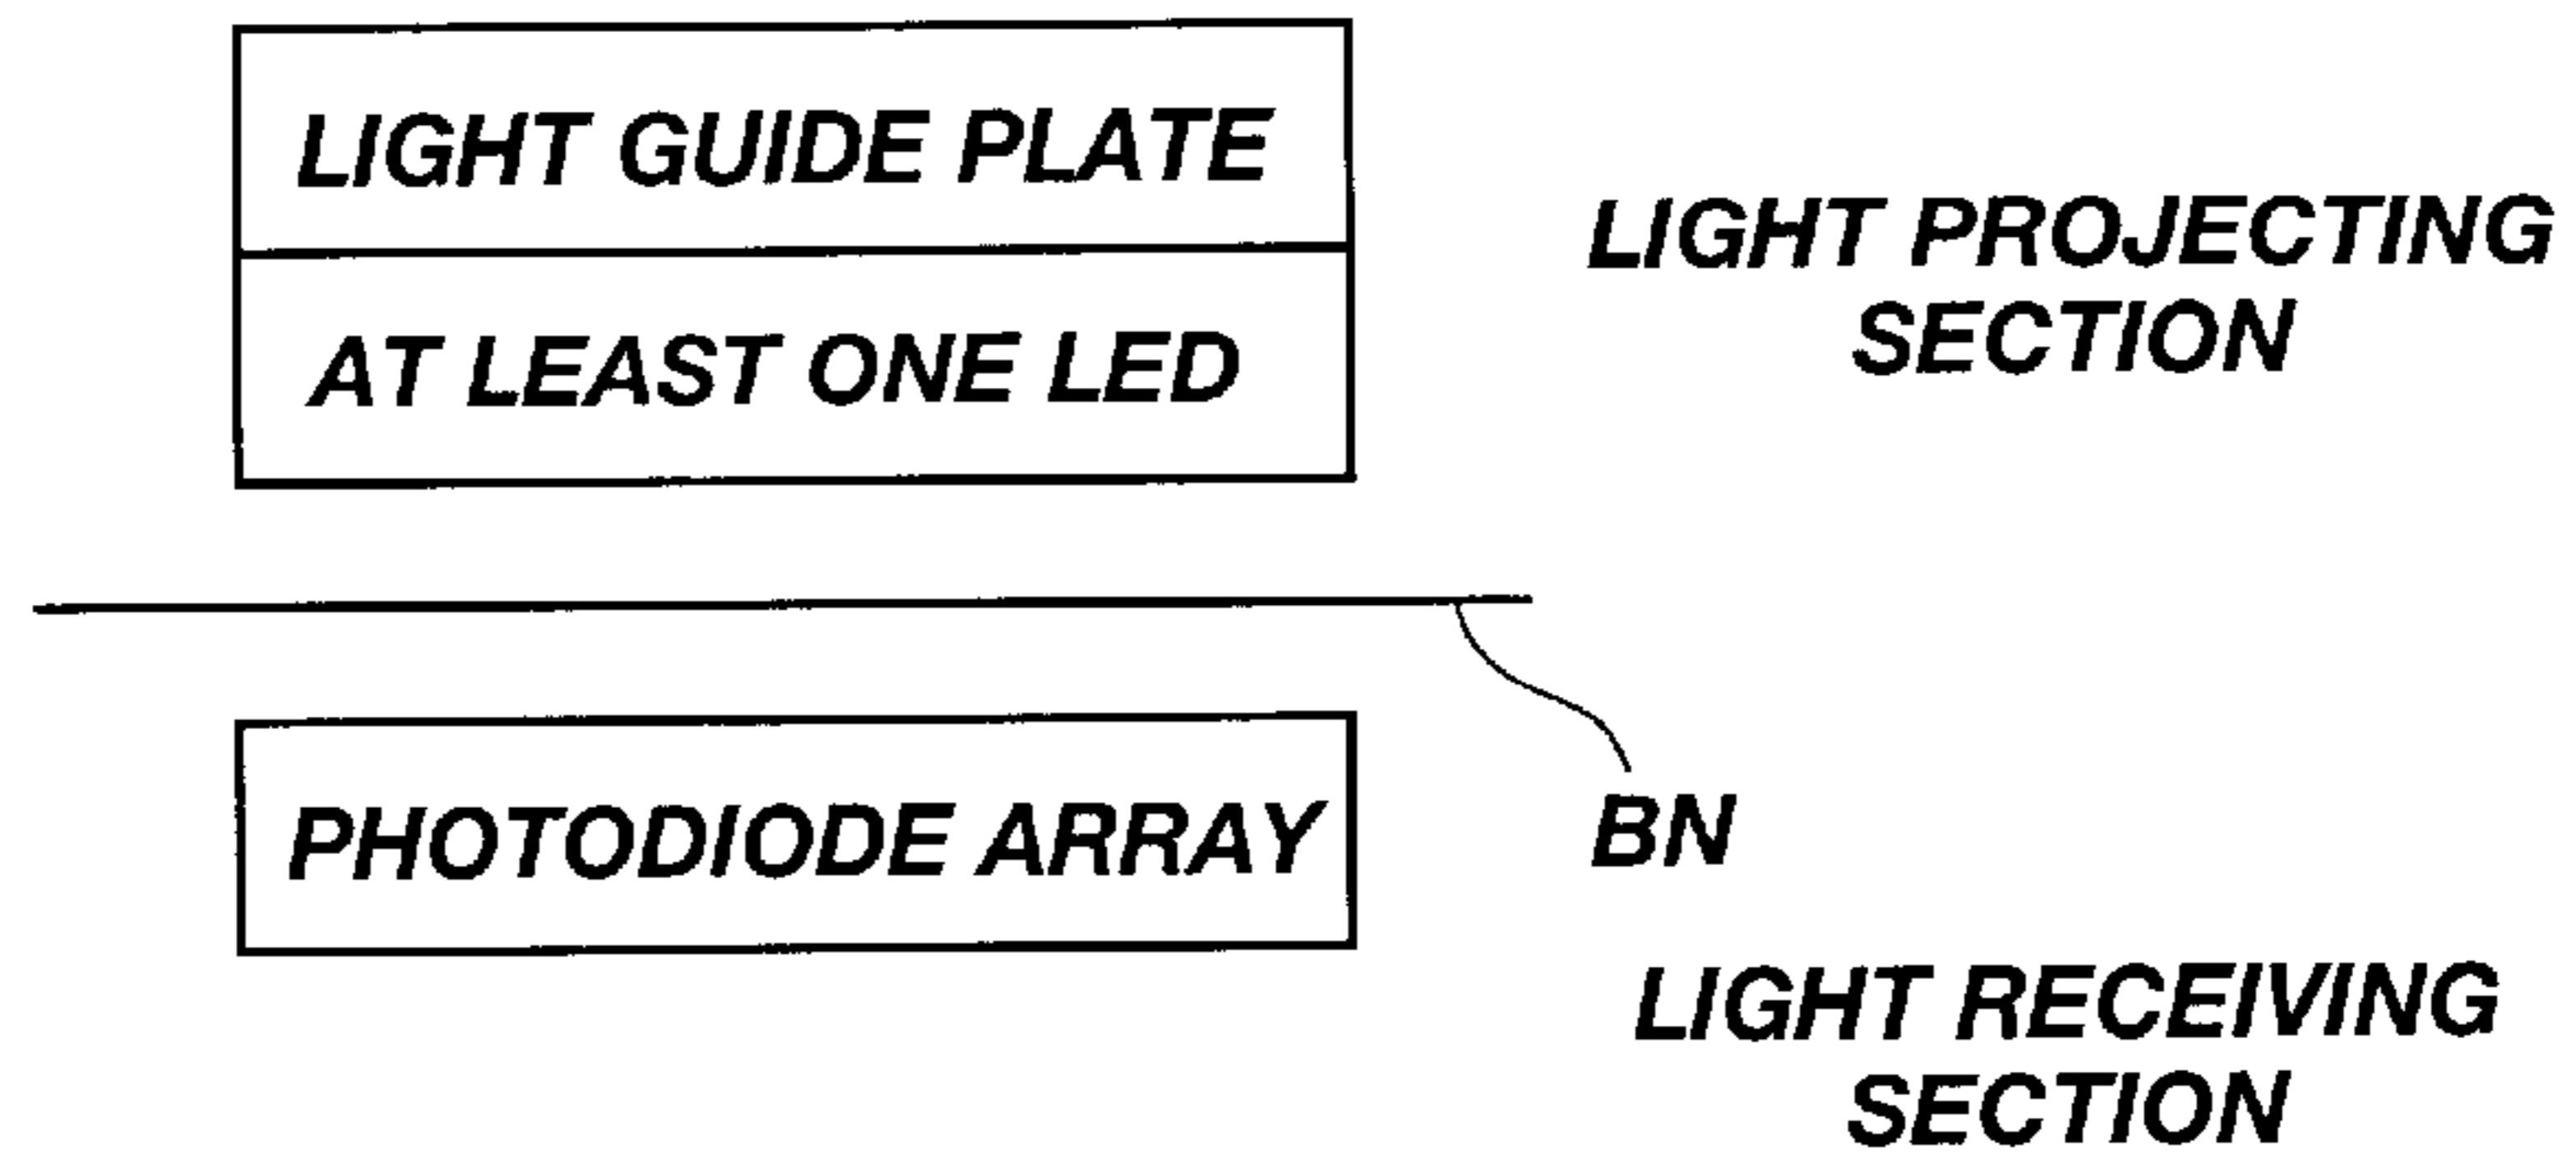 LIGHT GUIDE PLATE
LIGHT PROJECTING
SECTION
AT LEAST ONE LED
PHOTODIODE ARRAY
BN
LIGHT RECEIVING
SECTION